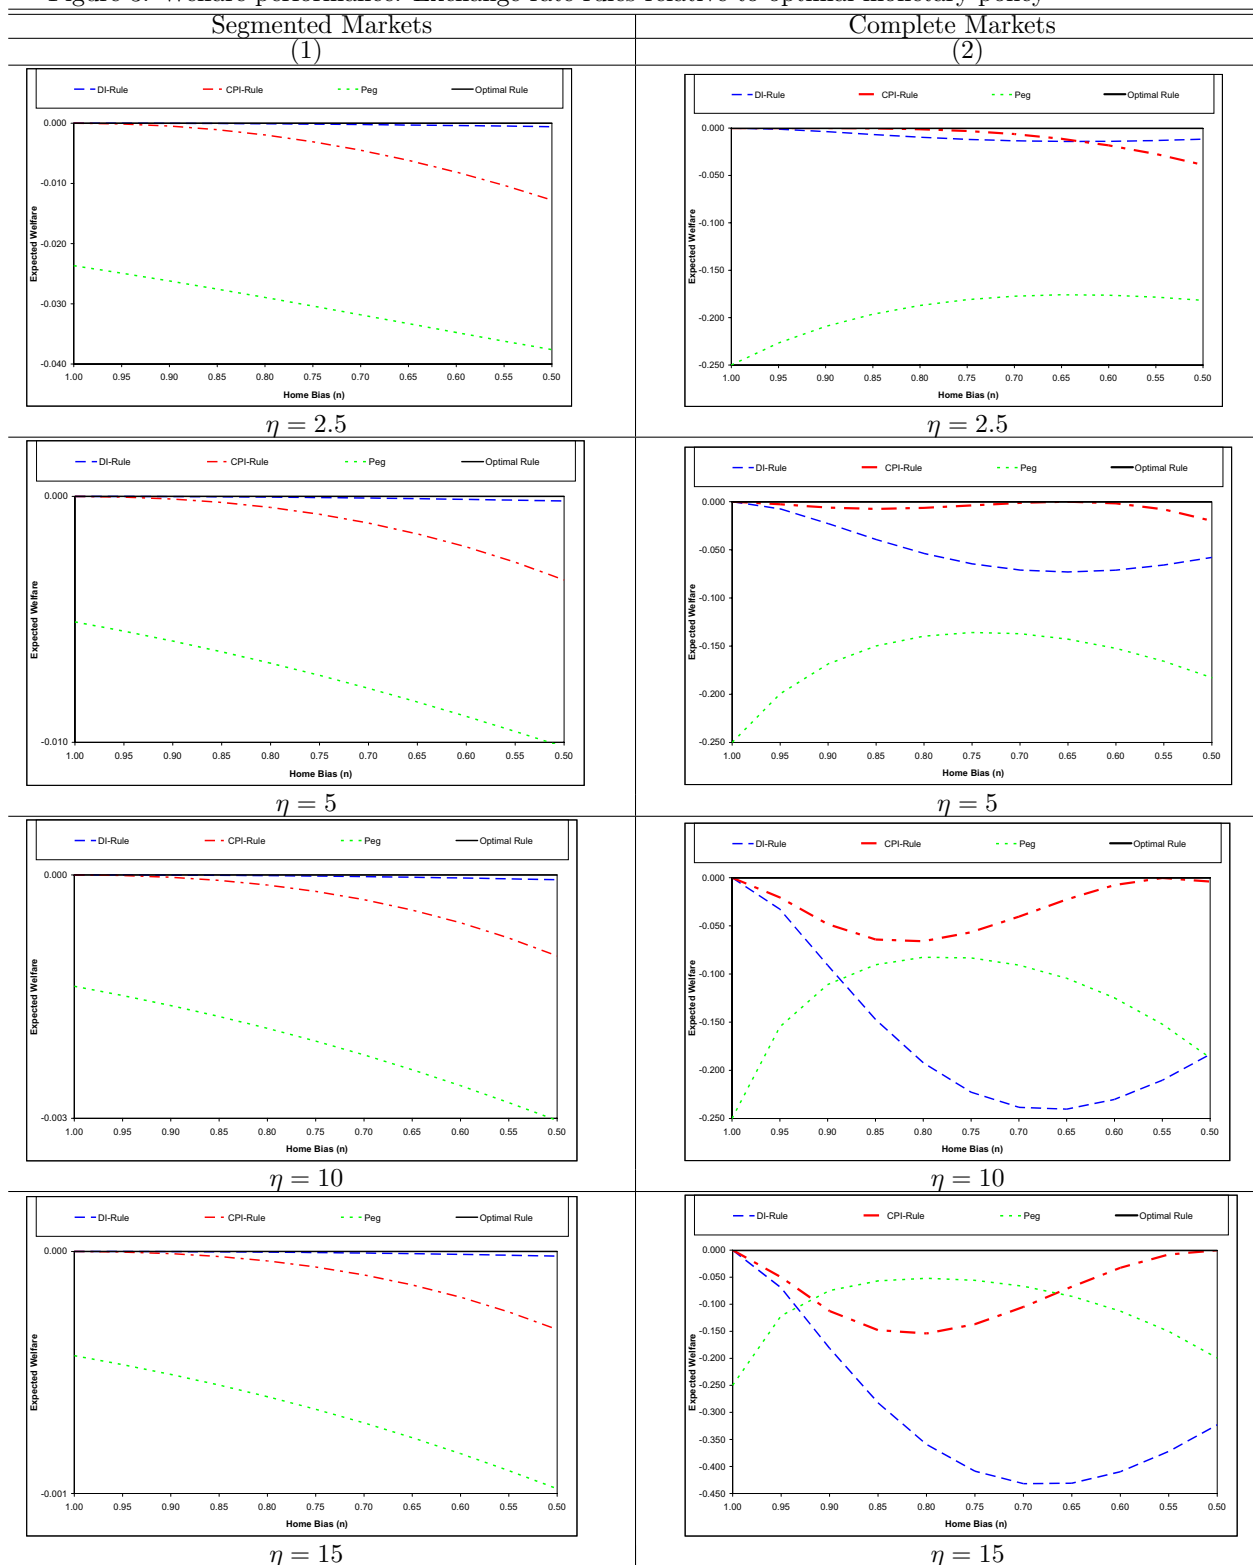 Figure 3: Welfare performance: Exchange rate rules relative to optimal monetary policy
Segmented Markets
Complete Markets
(1)
(2)
DI-Rule CPI-Rule Peg Optimal Rule
Expected Welfare
0.000
-0.010
-0.020
-0.030
-0.040
1.00 0.95 0.90 0.85 0.80 0.75 0.70 0.65 0.60 0.55 0.50
Home Bias (n)
η = 2.5
DI-Rule CPI-Rule Peg Optimal Rule
Expected Welfare
0.000
-0.050
-0.100
-0.150
-0.200
-0.250
1.00 0.95 0.90 0.85 0.80 0.75 0.70 0.65 0.60 0.55 0.50
Home Bias (n)
η = 2.5
DI-Rule CPI-Rule Peg Optimal Rule
Expected Welfare
0.000
-0.010
1.00 0.95 0.90 0.85 0.80 0.75 0.70 0.65 0.60 0.55 0.50
Home Bias (n)
η = 5
DI-Rule CPI-Rule Peg Optimal Rule
Expected Welfare
0.000
-0.050
-0.100
-0.150
-0.200
-0.250
1.00 0.95 0.90 0.85 0.80 0.75 0.70 0.65 0.60 0.55 0.50
Home Bias (n)
η = 5
DI-Rule CPI-Rule Peg Optimal Rule
Expected Welfare
0.000
-0.003
1.00 0.95 0.90 0.85 0.80 0.75 0.70 0.65 0.60 0.55 0.50
Home Bias (n)
η = 10
DI-Rule CPI-Rule Peg Optimal Rule
Expected Welfare
0.000
-0.050
-0.100
-0.150
-0.200
-0.250
1.00 0.95 0.90 0.85 0.80 0.75 0.70 0.65 0.60 0.55 0.50
Home Bias (n)
η = 10
DI-Rule CPI-Rule Peg Optimal Rule
Expected Welfare
0.000
-0.001
1.00 0.95 0.90 0.85 0.80 0.75 0.70 0.65 0.60 0.55 0.50
Home Bias (n)
η = 15
DI-Rule CPI-Rule Peg Optimal Rule
Expected Welfare
0.000
-0.050
-0.100
-0.150
-0.200
-0.250
-0.300
-0.350
-0.400
-0.450
1.00 0.95 0.90 0.85 0.80 0.75 0.70 0.65 0.60 0.55 0.50
Home Bias (n)
η = 15